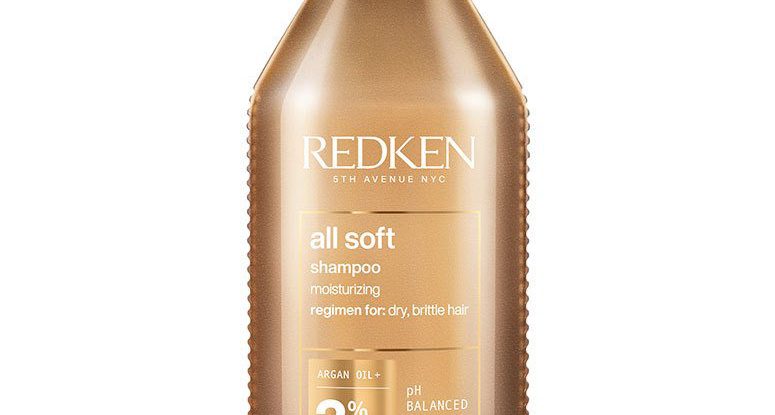 REDKEN
5TH AVENUE NYC
all soft
shampoo
moisturizing
regimen for: dry, brittle hair
ARGAN OIL+
pH
BALANCED
%